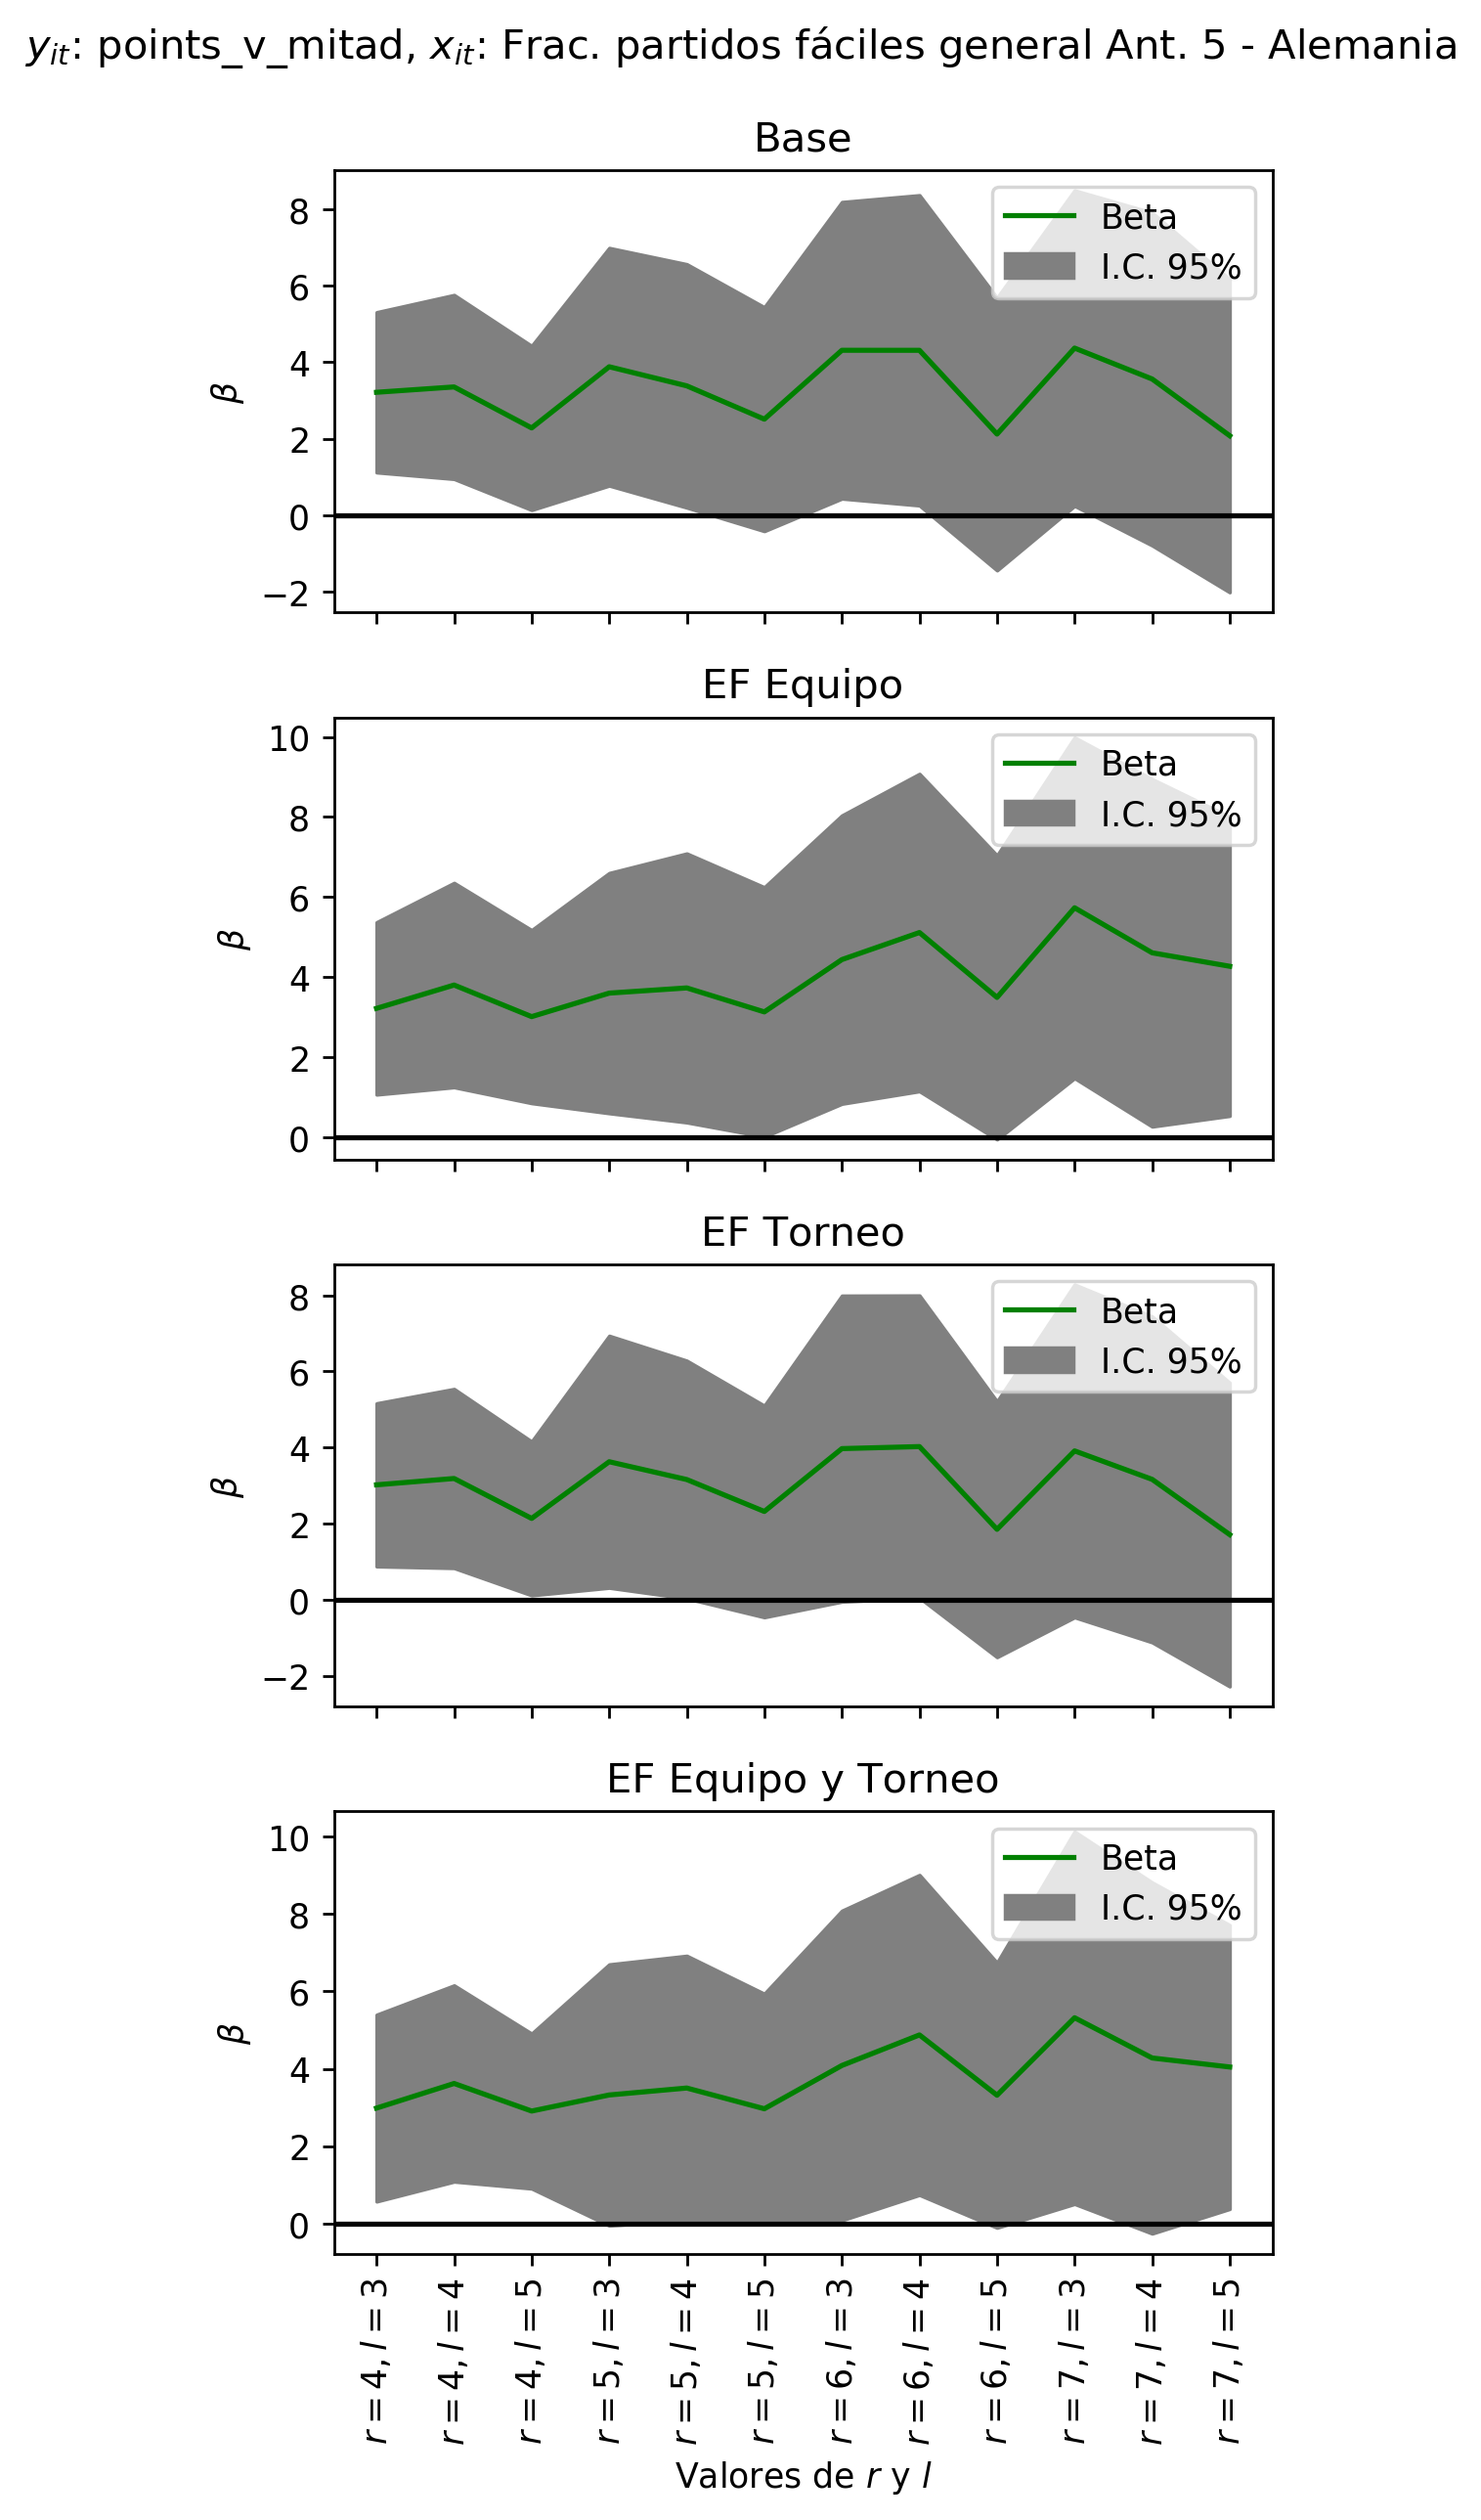 y_it: points_v_mitad, x_it: Frac. partidos fáciles general Ant. 5 - Alemania
Base
8
6
4
2
0
−2
β
Beta
I.C. 95%
EF Equipo
10
8
6
4
2
0
β
Beta
I.C. 95%
EF Torneo
8
6
4
2
0
−2
β
Beta
I.C. 95%
EF Equipo y Torneo
10
8
6
4
2
0
β
Beta
I.C. 95%
r = 4, l = 3
r = 4, l = 4
r = 4, l = 5
r = 5, l = 3
r = 5, l = 4
r = 5, l = 5
r = 6, l = 3
r = 6, l = 4
r = 6, l = 5
r = 7, l = 3
r = 7, l = 4
r = 7, l = 5
Valores de r y l